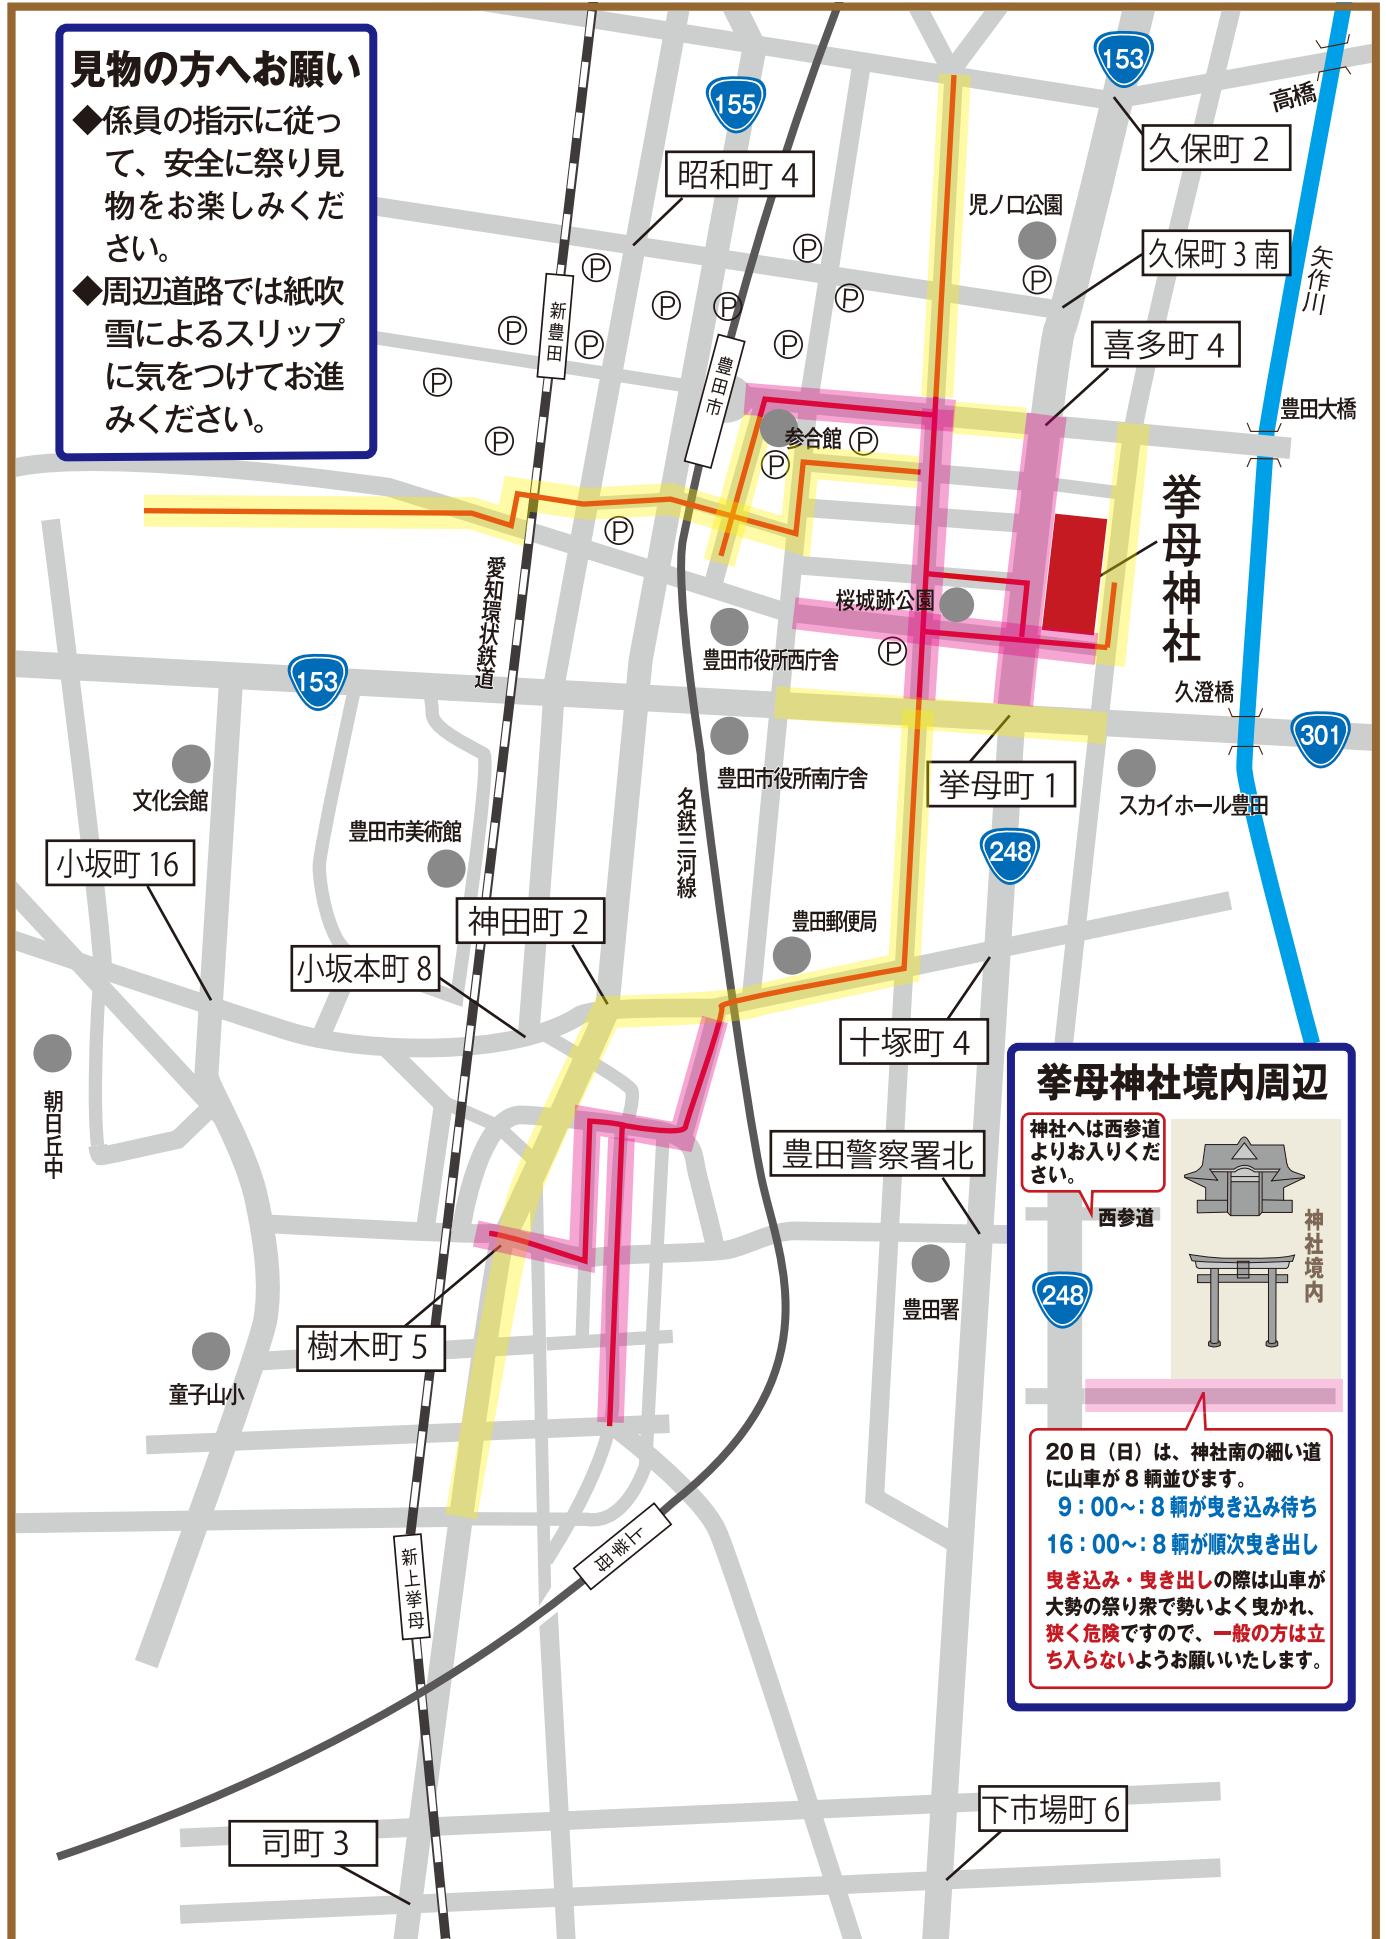 見物の方へお願い
◆係員の指示に従っ
て、安全に祭り見
物をお楽しみくだ
さい。
◆周辺道路では紙吹
雪によるスリップ
に気をつけてお進
みください。
153
155
高橋
久保町 2
昭和町 4
児ノ口公園
Ⓟ
久保町 3 南
矢作川
Ⓟ
Ⓟ
Ⓟ
Ⓟ
Ⓟ
Ⓟ
新豊田
Ⓟ
Ⓟ
Ⓟ
喜多町 4
豊田市
Ⓟ
豊田大橋
参合館
Ⓟ
Ⓟ
Ⓟ
挙母神社
Ⓟ
愛知環状鉄道
桜城跡公園
豊田市役所西庁舎
Ⓟ
153
久澄橋
301
豊田市役所南庁舎
挙母町 1
文化会館
スカイホール豊田
名鉄三河線
豊田市美術館
248
小坂町 16
神田町 2
豊田郵便局
小坂本町 8
十塚町 4
朝日丘中
豊田警察署北
豊田署
樹木町 5
童子山小
上挙母
新上挙母
挙母神社境内周辺
神社へは西参道
よりお入りくだ
さい。
西参道
神社境内
248
20 日（日）は、神社南の細い道
に山車が 8 輌並びます。
9：00〜：8 輌が曳き込み待ち
16：00〜：8 輌が順次曳き出し
曳き込み・曳き出しの際は山車が
大勢の祭り衆で勢いよく曳かれ、
狭く危険ですので、一般の方は立
ち入らないようお願いいたします。
下市場町 6
司町 3